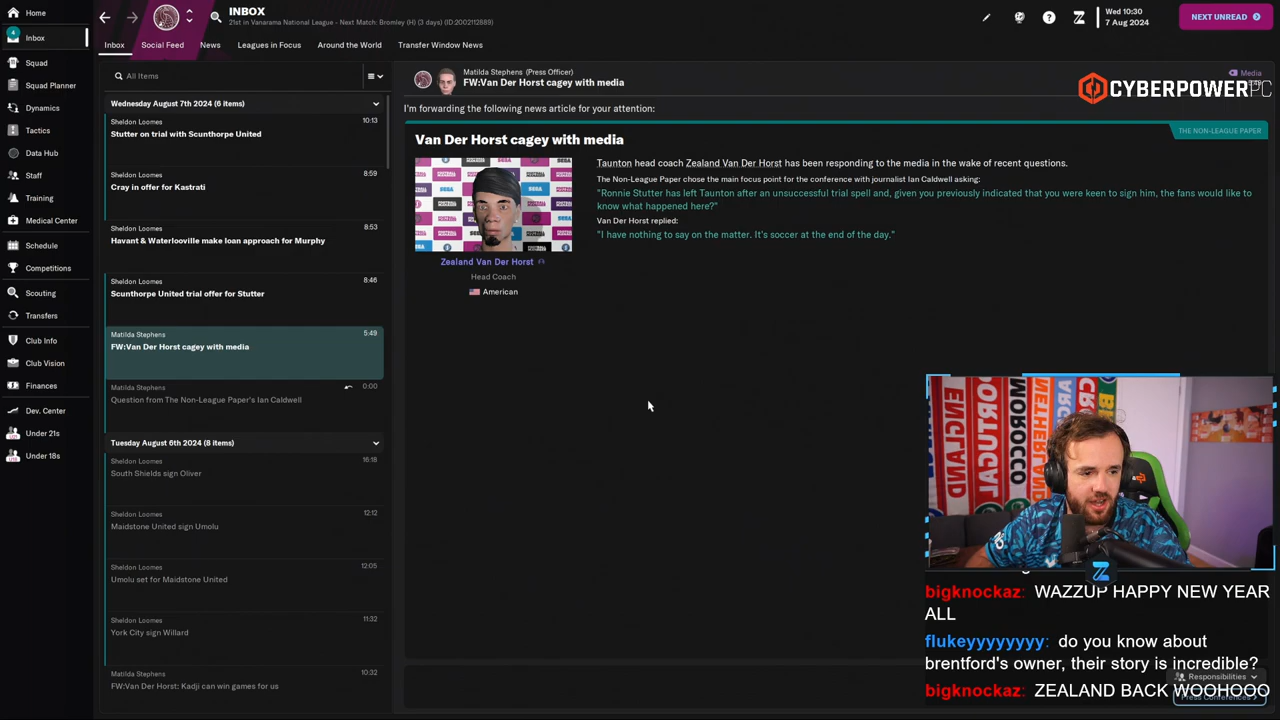 Home
4
Inbox
Squad
Squad Planner
Dynamics
Tactics
Data Hub
Staff
Training
Medical Center
Schedule
Competitions
Scouting
Transfers
Club Info
Club Vision
Finances
Dev. Center
Under 21s
Under 18s
INBOX
21st in Vanarama National League - Next Match: Bromley (H) (3 days) (ID:2002112889)
Wed 10:30
7 Aug 2024
NEXT UNREAD
Inbox
Social Feed
News
Leagues in Focus
Around the World
Transfer Window News
All Items
Wednesday August 7th 2024 (6 items)
Sheldon Loomes 10:13
Stutter on trial with Scunthorpe United
Sheldon Loomes 8:59
Cray in offer for Kastrati
Sheldon Loomes 8:53
Havant & Waterlooville make loan approach for Murphy
Sheldon Loomes 8:46
Scunthorpe United trial offer for Stutter
Matilda Stephens 5:49
FW:Van Der Horst cagey with media
Matilda Stephens 0:00
Question from The Non-League Paper's Ian Caldwell
Tuesday August 6th 2024 (8 items)
Sheldon Loomes 16:18
South Shields sign Oliver
Sheldon Loomes 12:12
Maidstone United sign Umolu
Sheldon Loomes 12:05
Umolu set for Maidstone United
Sheldon Loomes 11:32
York City sign Willard
Matilda Stephens 10:32
FW:Van Der Horst: Kadji can win games for us
Matilda Stephens (Press Officer)
FW:Van Der Horst cagey with media
Media
CYBERPOWERPC
I'm forwarding the following news article for your attention:
THE NON-LEAGUE PAPER
Van Der Horst cagey with media
SEGA
Zealand Van Der Horst
Head Coach
American
Taunton head coach Zealand Van Der Horst has been responding to the media in the wake of recent questions.
The Non-League Paper chose the main focus point for the conference with journalist Ian Caldwell asking:
"Ronnie Stutter has left Taunton after an unsuccessful trial spell and, given you previously indicated that you were keen to sign him, the fans would like to
know what happened here?"
Van Der Horst replied:
"I have nothing to say on the matter. It's soccer at the end of the day."
ENGLAND
PORTUGAL
MOROCCO
bigknockaz: WAZZUP HAPPY NEW YEAR
ALL
flukeyyyyyyyy: do you know about
brentford's owner, their story is incredible?
bigknockaz: ZEALAND BACK WOOHOOO
Responsibilities
Press Conferences